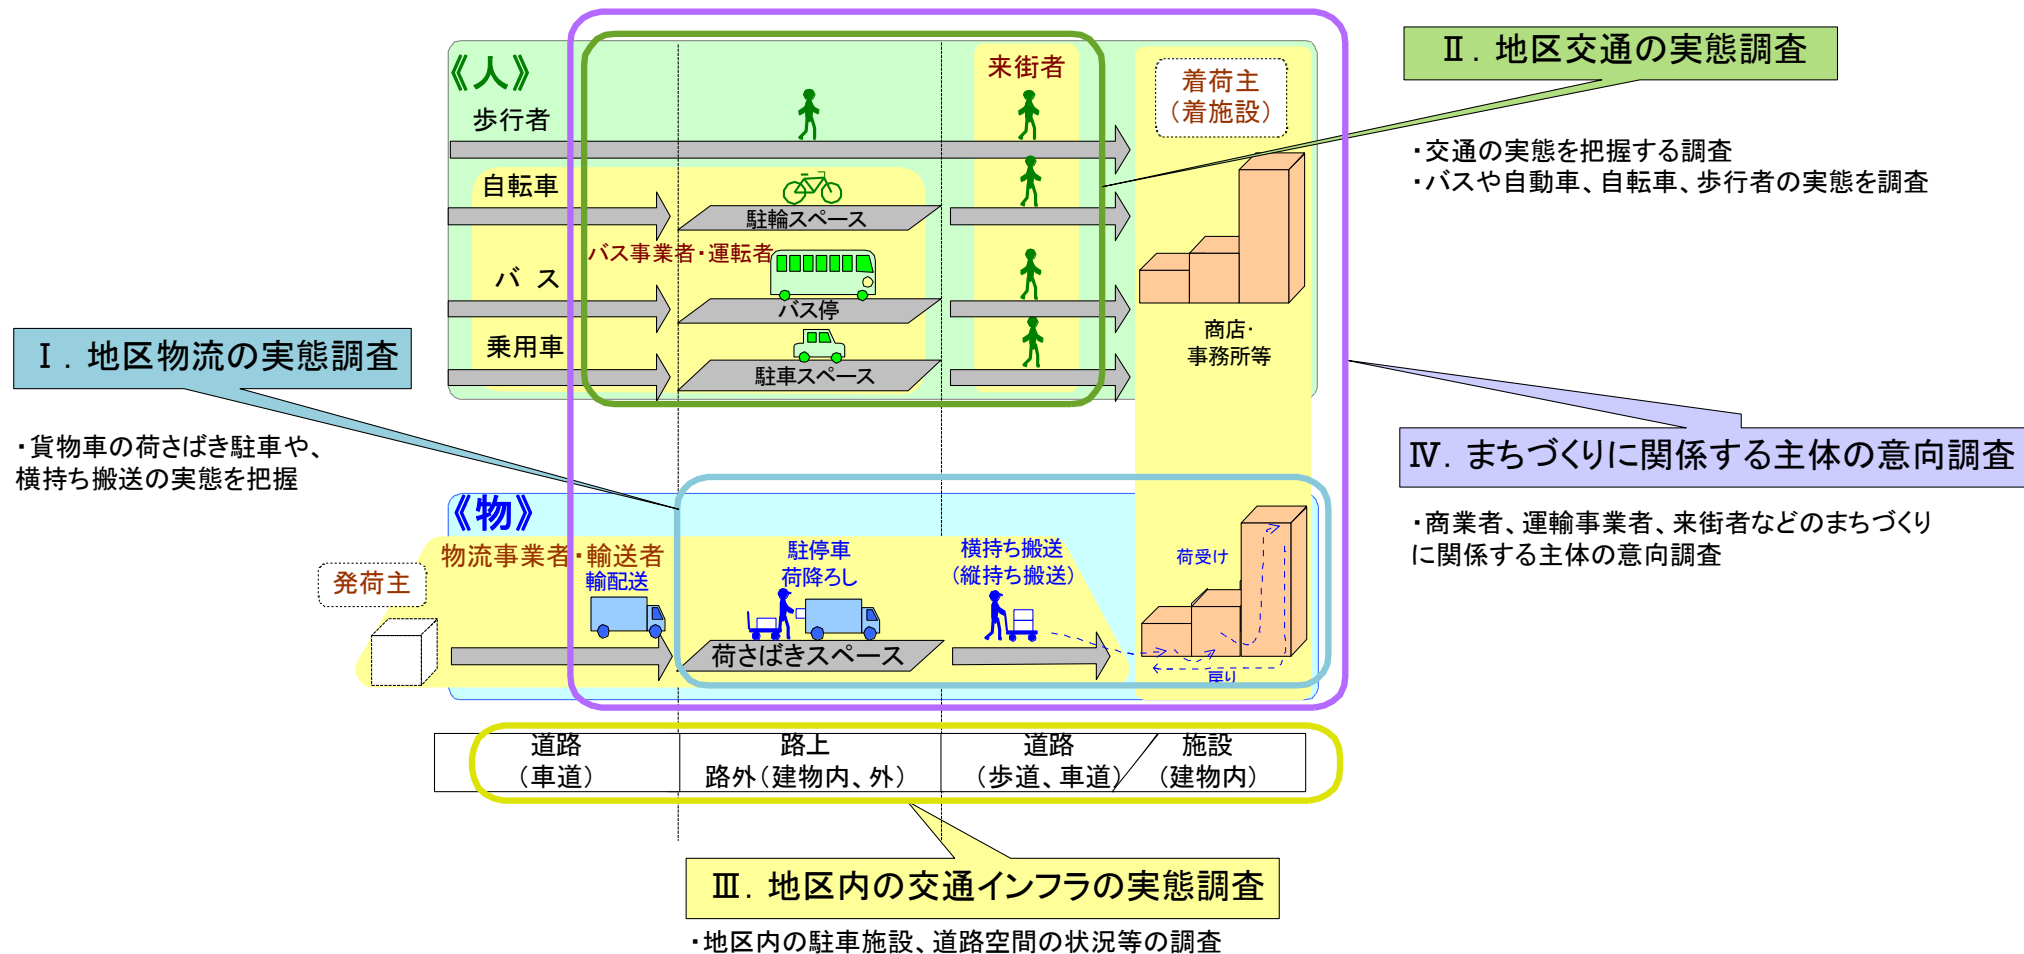 Ⅱ．地区交通の実態調査
・交通の実態を把握する調査
・バスや自動車、自転車、歩行者の実態を調査
《人》
来街者
着荷主
（着施設）
歩行者
自転車
駐輪スペース
バス事業者・運転者
バ ス
バス停
乗用車
駐車スペース
商店・
事務所等
Ⅰ．地区物流の実態調査
・貨物車の荷さばき駐車や、
横持ち搬送の実態を把握
Ⅳ．まちづくりに関係する主体の意向調査
・商業者、運輸事業者、来街者などのまちづくり
に関係する主体の意向調査
《物》
物流事業者・輸送者
発荷主
輸配送
駐停車
荷降ろし
横持ち搬送
（縦持ち搬送）
荷受け
荷さばきスペース
戻り
道路
（車道）
路上
路外（建物内、外）
道路
（歩道、車道）
施設
（建物内）
Ⅲ．地区内の交通インフラの実態調査
・地区内の駐車施設、道路空間の状況等の調査